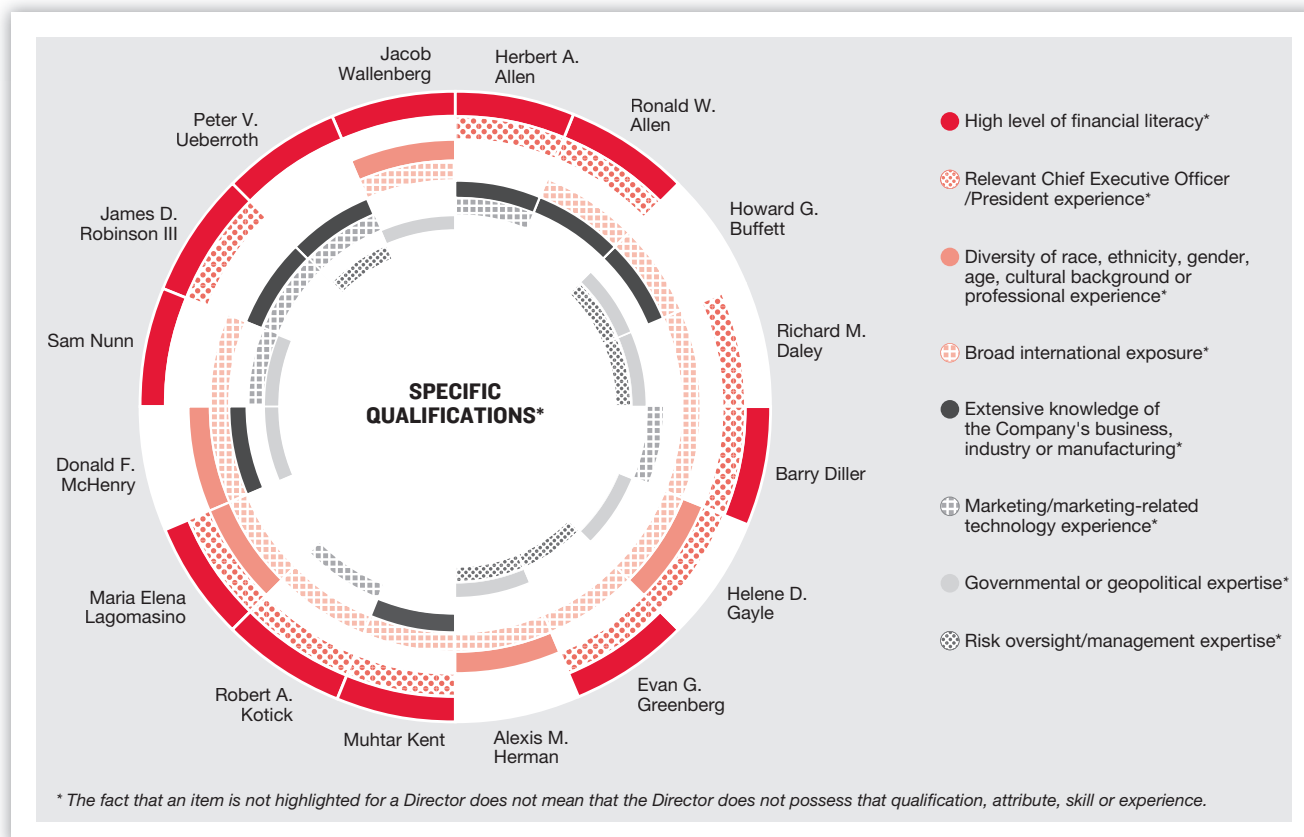 Jacob
Wallenberg
Herbert A.
Allen
Ronald W.
Allen
Howard G.
Buffett
Richard M.
Daley
Barry Diller
Helene D.
Gayle
Evan G.
Greenberg
Alexis M.
Herman
Muhtar Kent
Robert A.
Kotick
Maria Elena
Lagomasino
Donald F.
McHenry
Sam Nunn
James D.
Robinson III
Peter V.
Ueberroth
SPECIFIC
QUALIFICATIONS*
High level of financial literacy*
Relevant Chief Executive Officer
/President experience*
Diversity of race, ethnicity, gender,
age, cultural background or
professional experience*
Broad international exposure*
Extensive knowledge of
the Company's business,
industry or manufacturing*
Marketing/marketing-related
technology experience*
Governmental or geopolitical expertise*
Risk oversight/management expertise*
* The fact that an item is not highlighted for a Director does not mean that the Director does not possess that qualification, attribute, skill or experience.